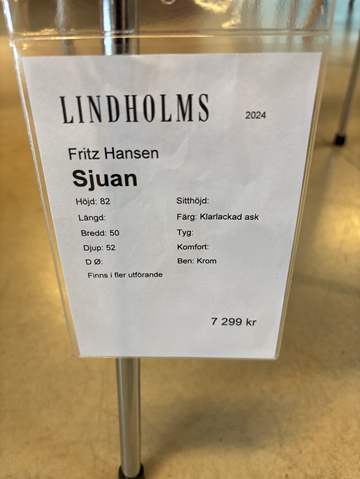 LINDHOLMS 2024
Fritz Hansen
Sjuan
Höjd: 82 Sitthöjd:
Längd: Färg: Klarlackad ask
Bredd: 50 Tyg:
Djup: 52 Komfort:
D Ø: Ben: Krom
Finns i fler utförande
7 299 kr